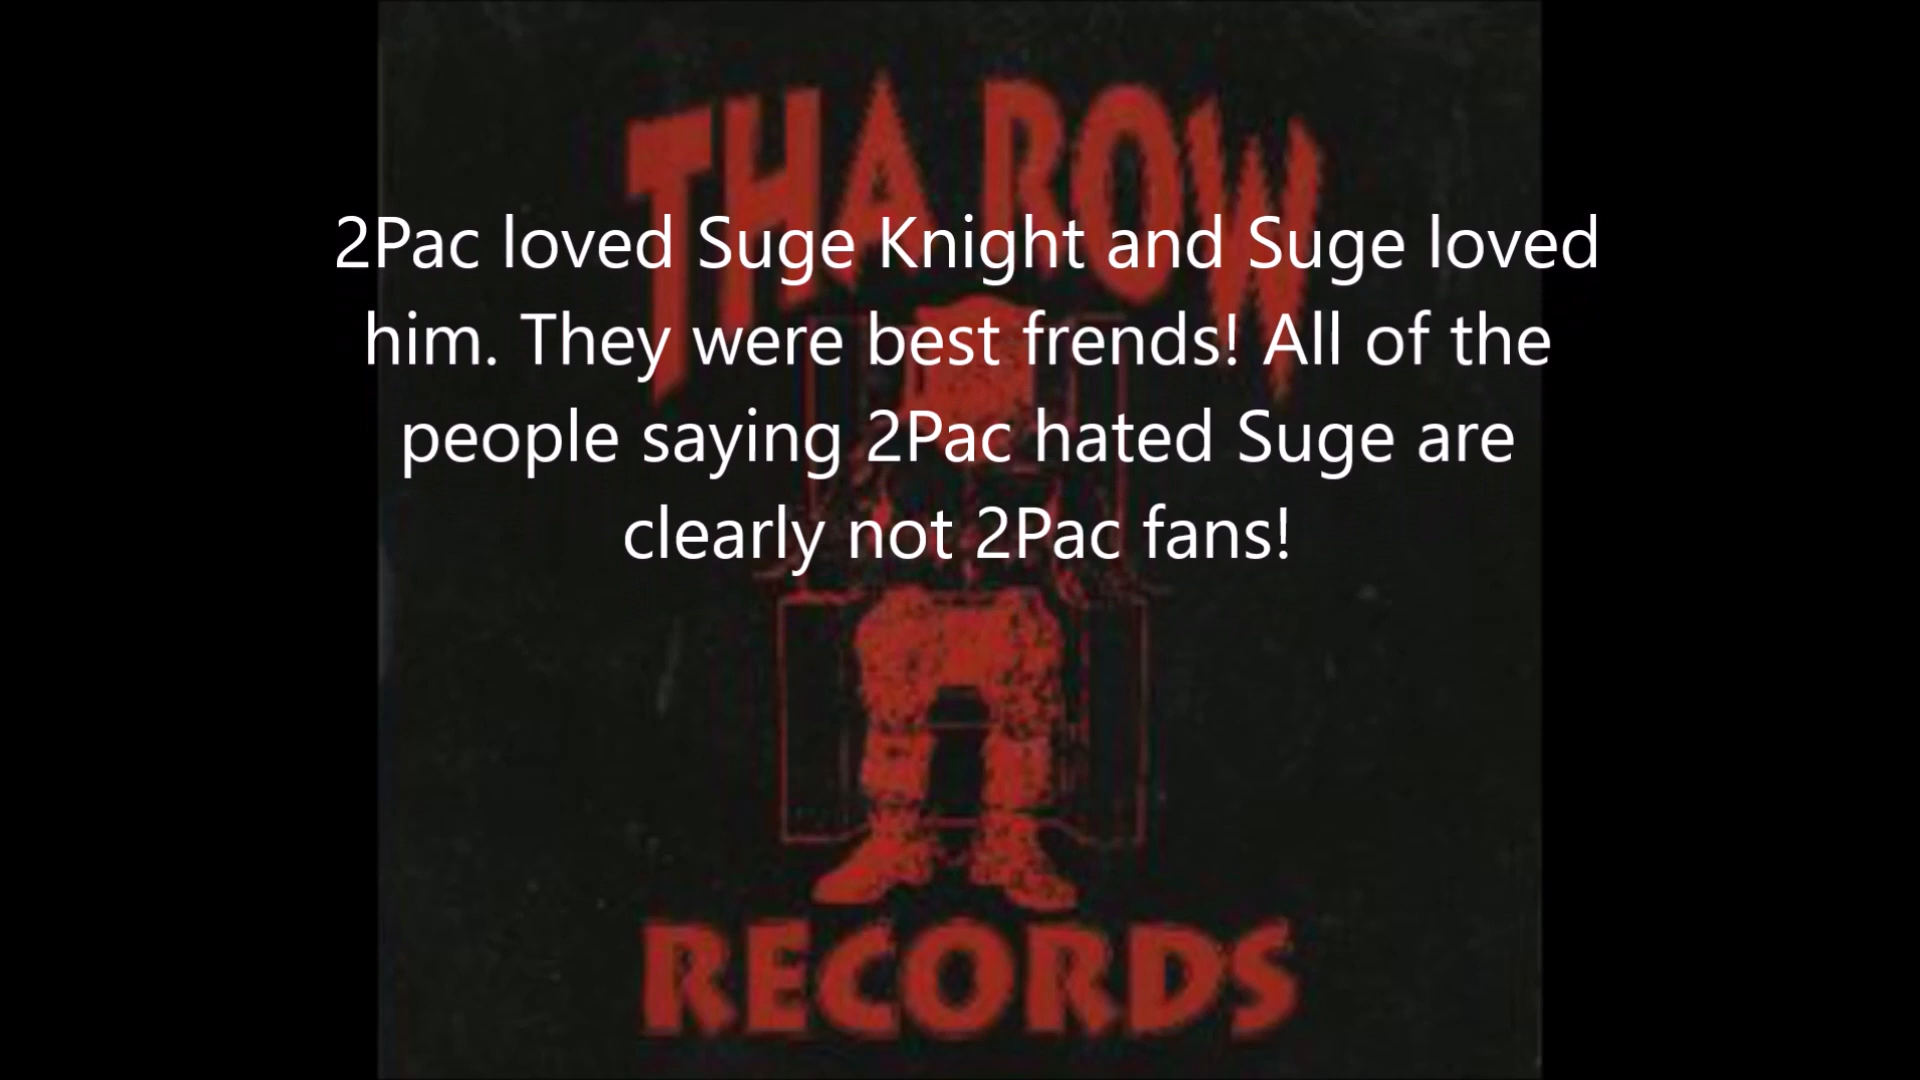 THA ROW
2Pac loved Suge Knight and Suge loved
him. They were best frends! All of the
people saying 2Pac hated Suge are
clearly not 2Pac fans!
RECORDS